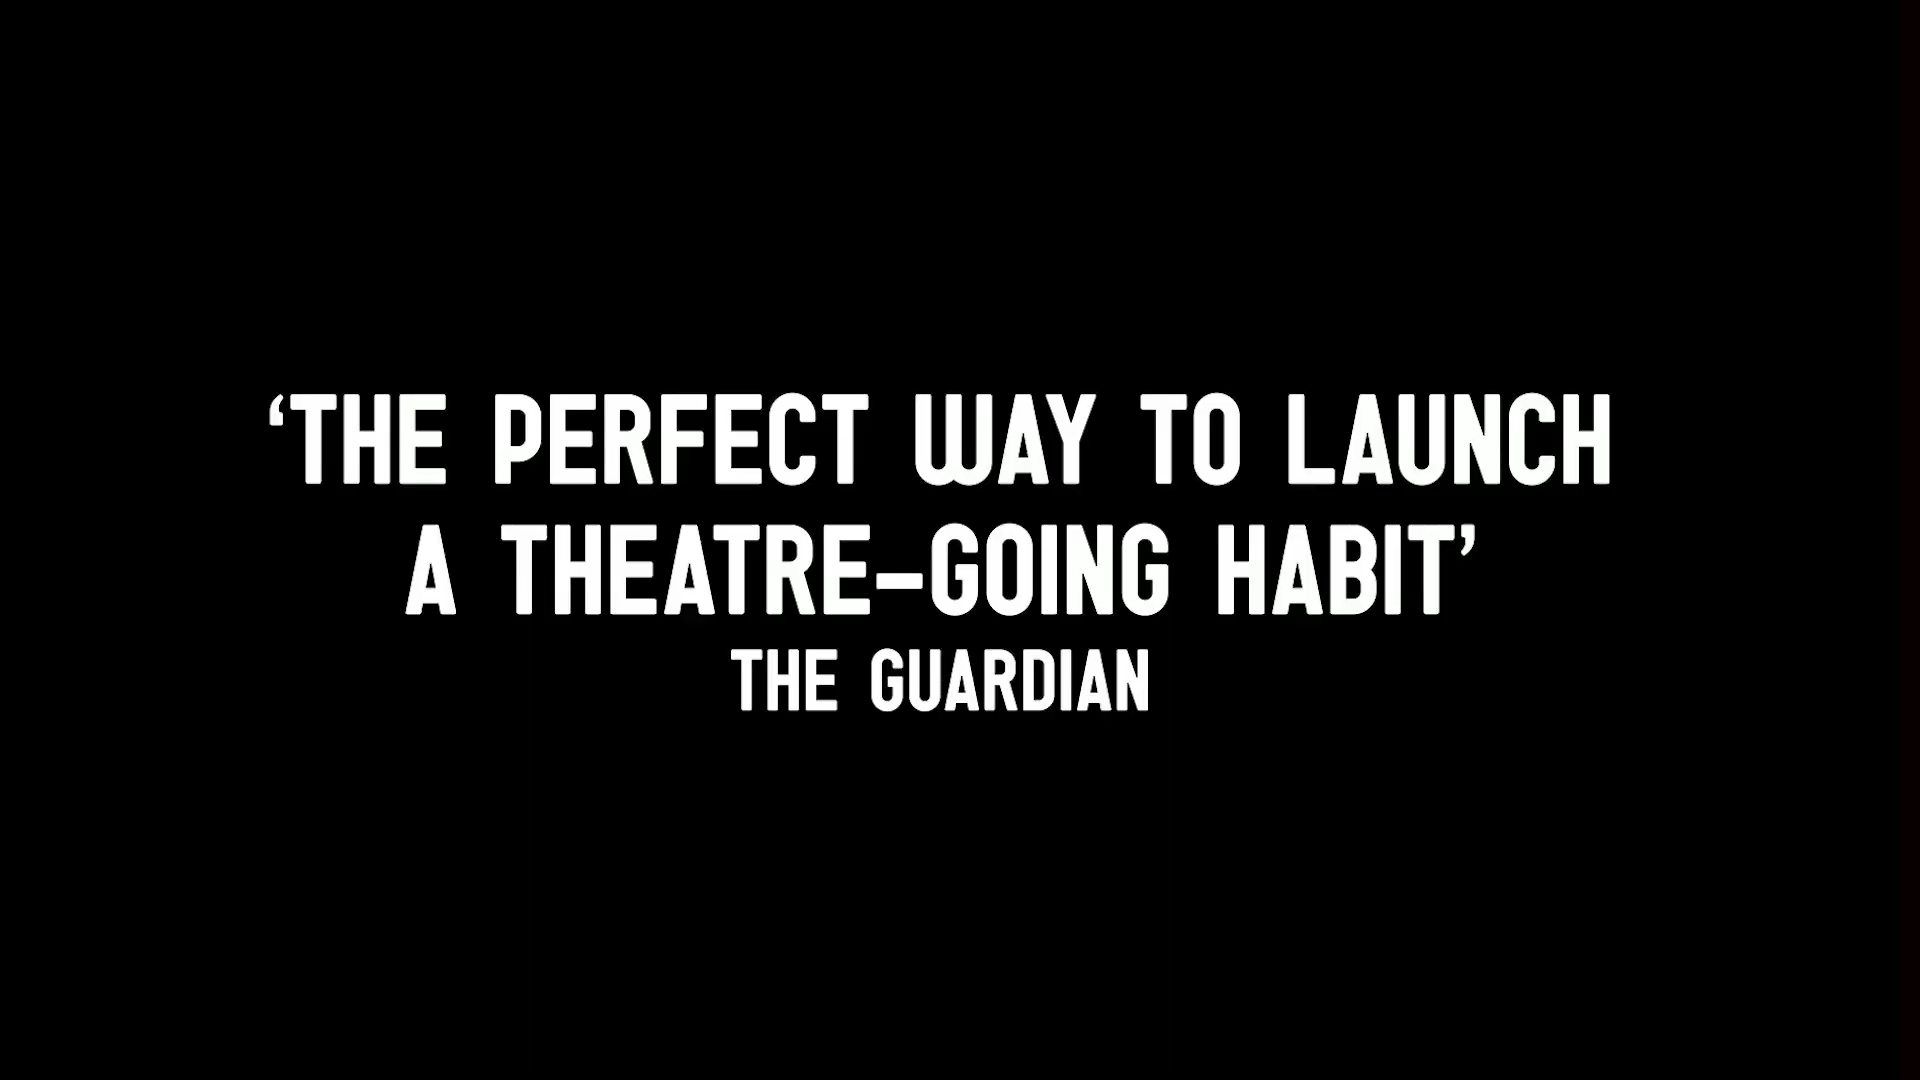 ‘THE PERFECT WAY TO LAUNCH
A THEATRE-GOING HABIT’
THE GUARDIAN